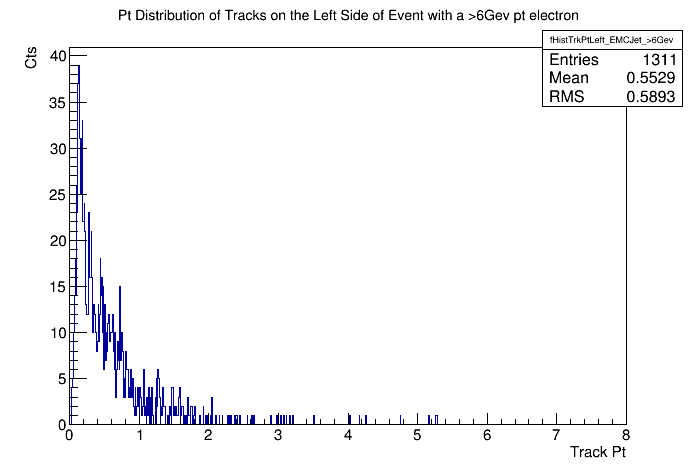 Pt Distribution of Tracks on the Left Side of Event with a >6Gev pt electron
fHistTrkPtLeft_EMCJet_>6Gev
Entries 1311
Mean 0.5529
RMS 0.5893
Cts
40
35
30
25
20
15
10
5
0
0 1 2 3 4 5 6 7 8
Track Pt